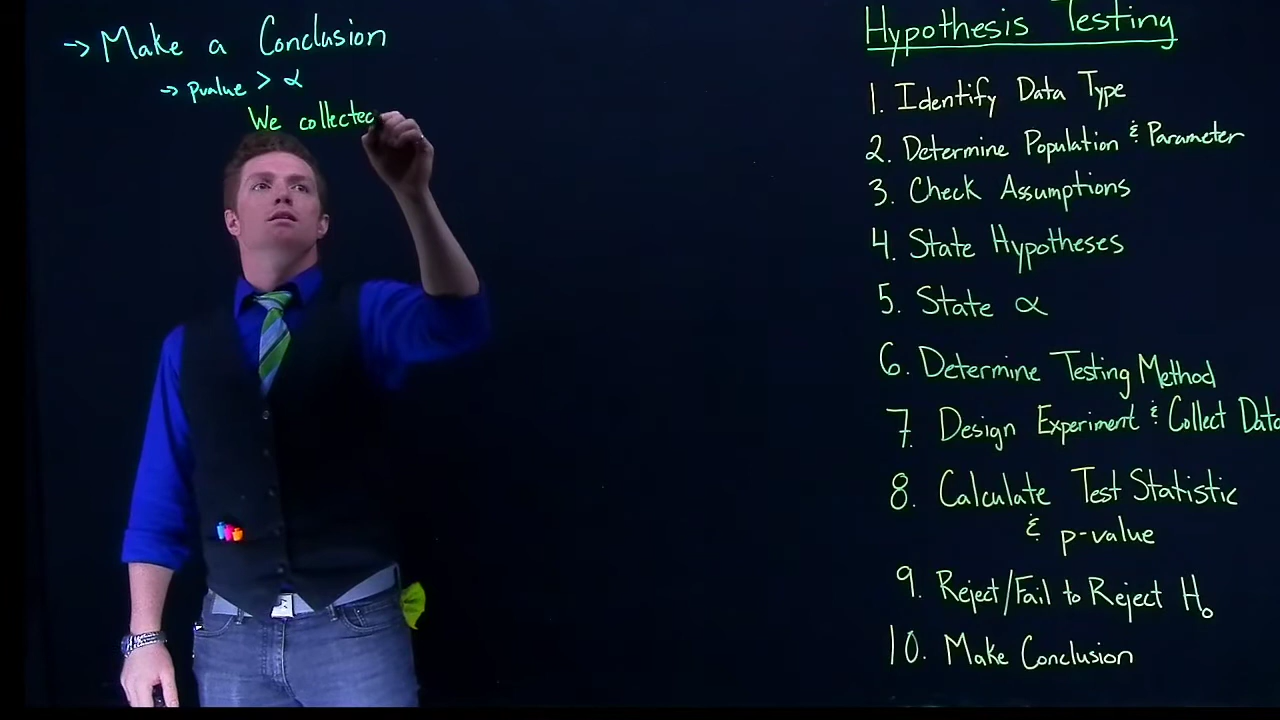 → Make a Conclusion
→ pvalue > α
We collected
Hypothesis Testing
1. Identify Data Type
2. Determine Population & Parameter
3. Check Assumptions
4. State Hypotheses
5. State α
6. Determine Testing Method
7. Design Experiment & Collect Data
8. Calculate Test Statistic
& p-value
9. Reject/Fail to Reject H₀
10. Make Conclusion